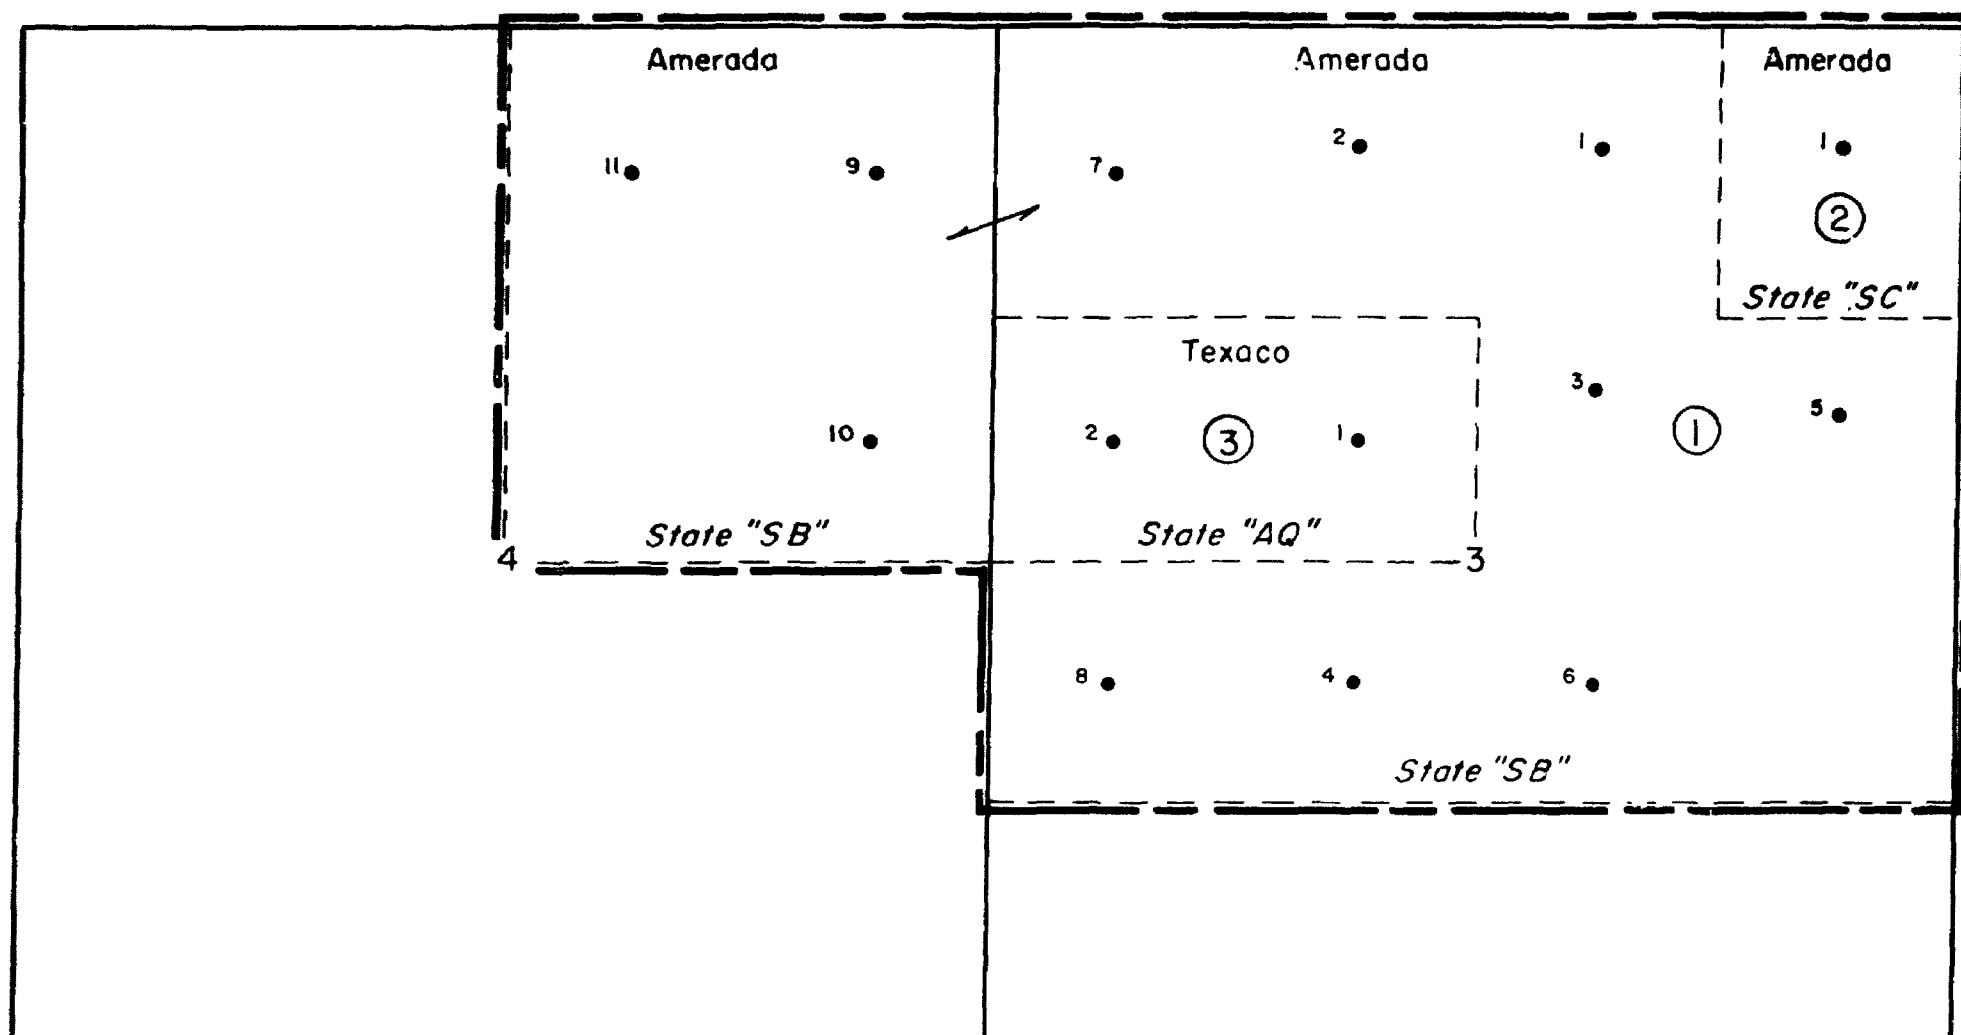 Amerada
Amerada
Amerada
11
9
7
2
1
1
2
State "SC"
Texaco
3
5
10
2
3
1
1
State "SB"
State "AQ"
4
3
8
4
6
State "SB"